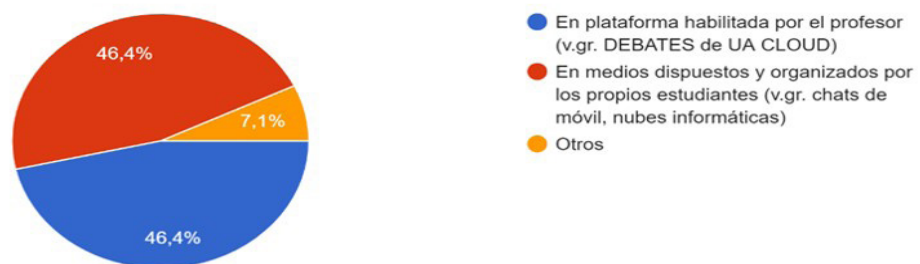 46,4%
7,1%
46,4%
En plataforma habilitada por el profesor
(v.gr. DEBATES de UA CLOUD)
En medios dispuestos y organizados por
los propios estudiantes (v.gr. chats de
móvil, nubes informáticas)
Otros